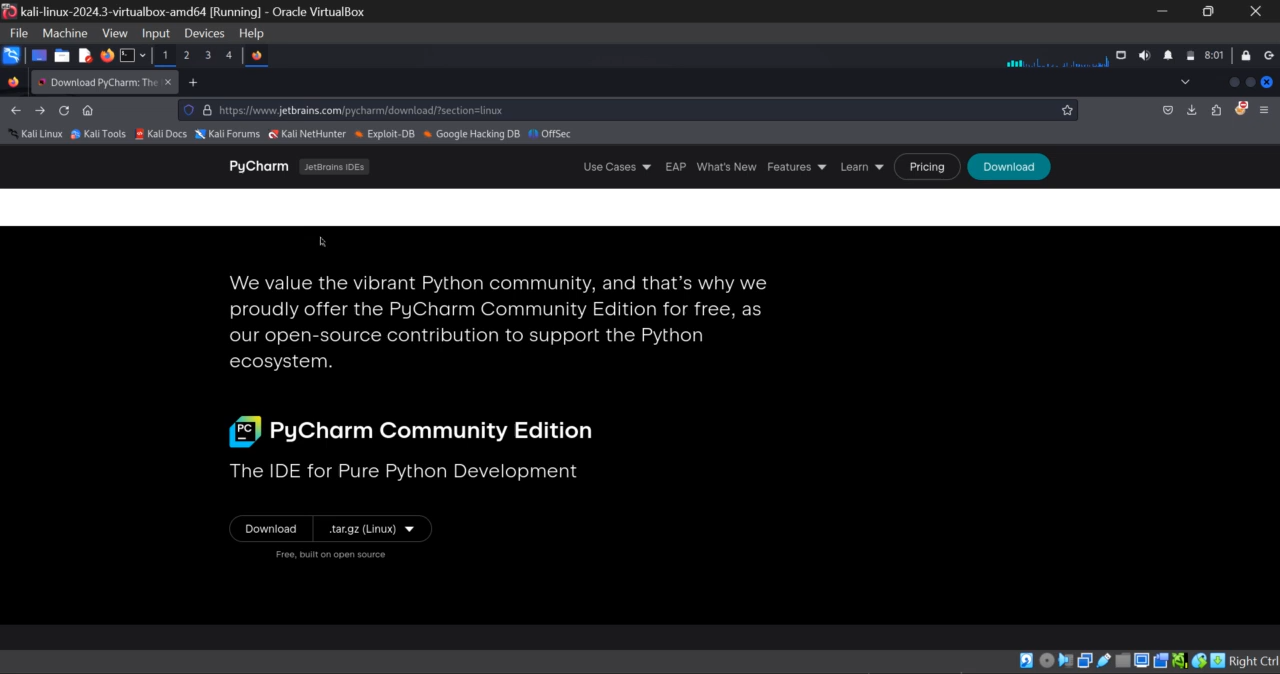 kali-linux-2024.3-virtualbox-amd64 [Running] - Oracle VirtualBox
File Machine View Input Devices Help
1 2 3 4 8:01
Download PyCharm: The
https://www.jetbrains.com/pycharm/download/?section=linux
Kali Linux Kali Tools Kali Docs Kali Forums Kali NetHunter Exploit-DB Google Hacking DB OffSec
PyCharm JetBrains IDEs Use Cases EAP What's New Features Learn Pricing Download
We value the vibrant Python community, and that's why we
proudly offer the PyCharm Community Edition for free, as
our open-source contribution to support the Python
ecosystem.
PC
PyCharm Community Edition
The IDE for Pure Python Development
Download .tar.gz (Linux)
Free, built on open source
Right Ctrl